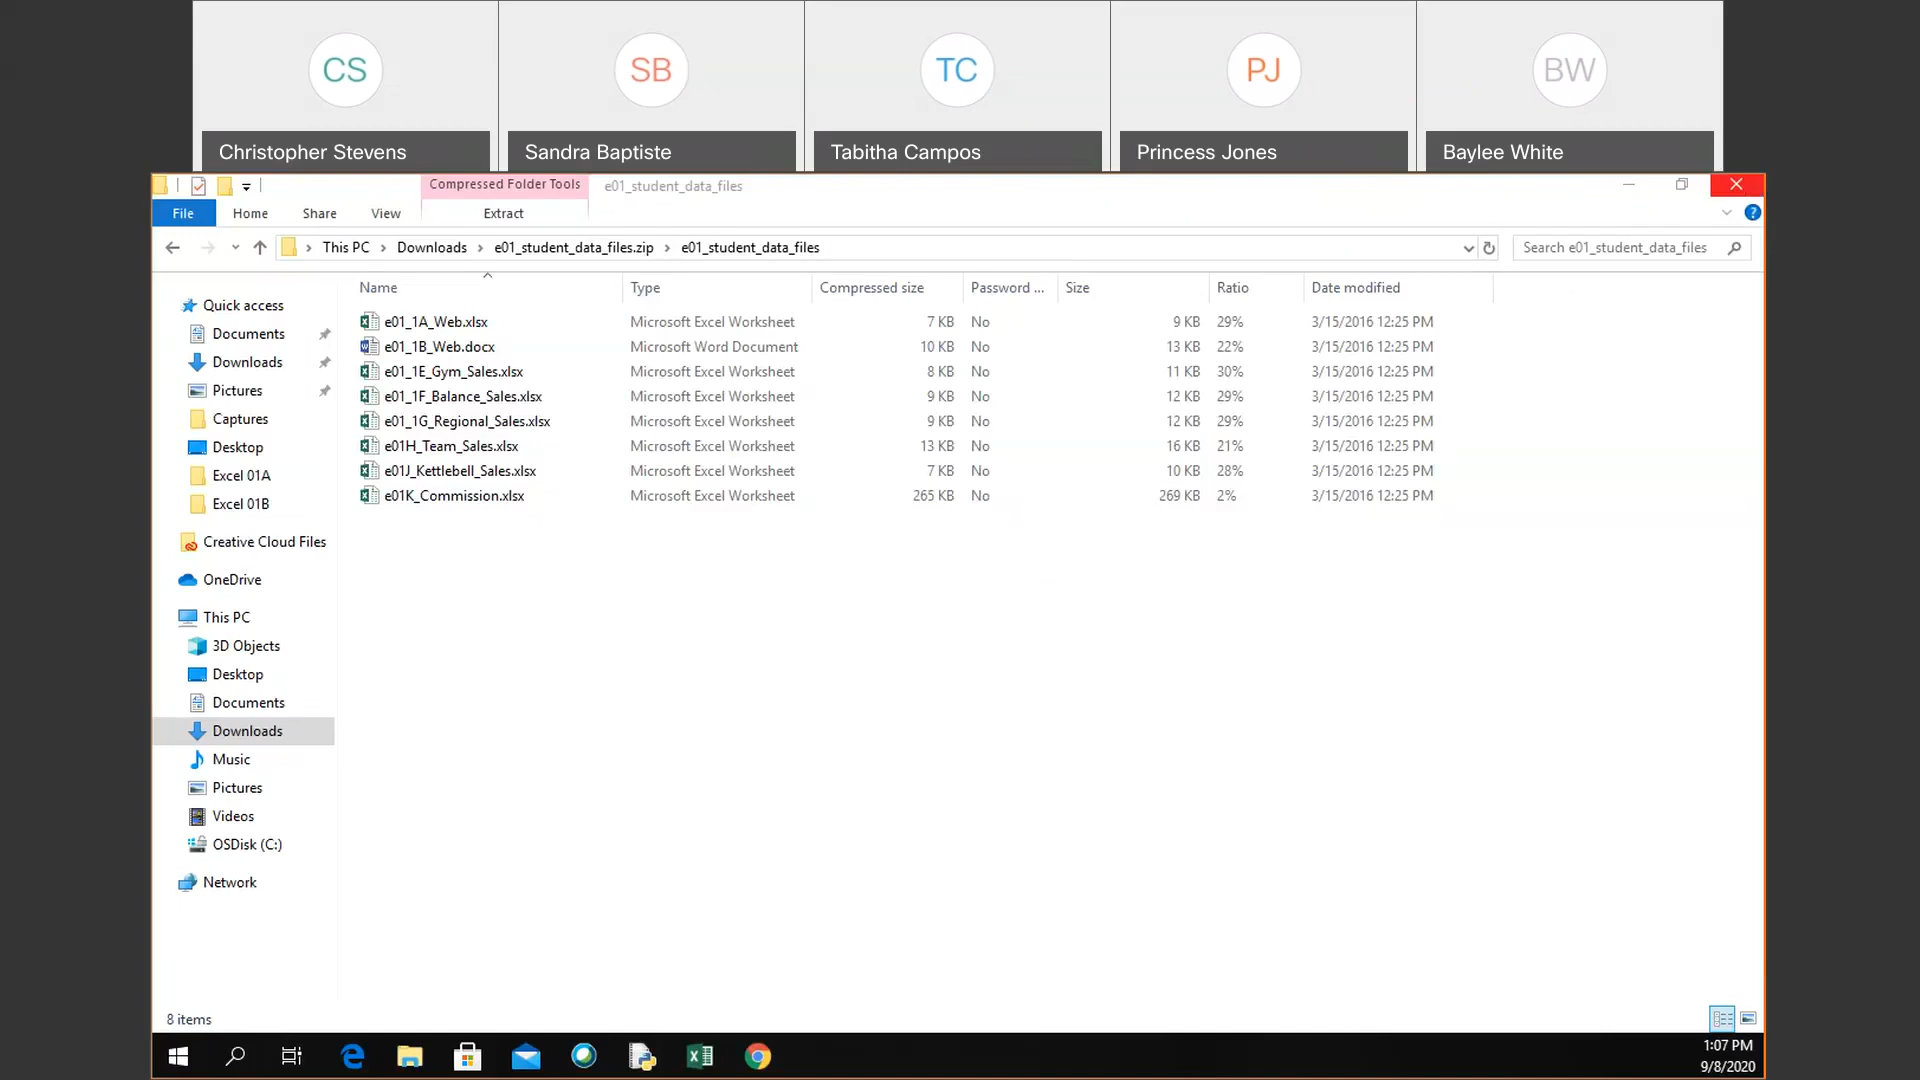 CS
SB
TC
PJ
BW
Christopher Stevens
Sandra Baptiste
Tabitha Campos
Princess Jones
Baylee White
Compressed Folder Tools
e01_student_data_files
File
Home
Share
View
Extract
This PC > Downloads > e01_student_data_files.zip > e01_student_data_files
Search e01_student_data_files
Name Type Compressed size Password ... Size Ratio Date modified
e01_1A_Web.xlsx Microsoft Excel Worksheet 7 KB No 9 KB 29% 3/15/2016 12:25 PM
e01_1B_Web.docx Microsoft Word Document 10 KB No 13 KB 22% 3/15/2016 12:25 PM
e01_1E_Gym_Sales.xlsx Microsoft Excel Worksheet 8 KB No 11 KB 30% 3/15/2016 12:25 PM
e01_1F_Balance_Sales.xlsx Microsoft Excel Worksheet 9 KB No 12 KB 29% 3/15/2016 12:25 PM
e01_1G_Regional_Sales.xlsx Microsoft Excel Worksheet 9 KB No 12 KB 29% 3/15/2016 12:25 PM
e01H_Team_Sales.xlsx Microsoft Excel Worksheet 13 KB No 16 KB 21% 3/15/2016 12:25 PM
e01J_Kettlebell_Sales.xlsx Microsoft Excel Worksheet 7 KB No 10 KB 28% 3/15/2016 12:25 PM
e01K_Commission.xlsx Microsoft Excel Worksheet 265 KB No 269 KB 2% 3/15/2016 12:25 PM
Quick access
Documents
Downloads
Pictures
Captures
Desktop
Excel 01A
Excel 01B
Creative Cloud Files
OneDrive
This PC
3D Objects
Desktop
Documents
Downloads
Music
Pictures
Videos
OSDisk (C:)
Network
8 items
1:07 PM
9/8/2020